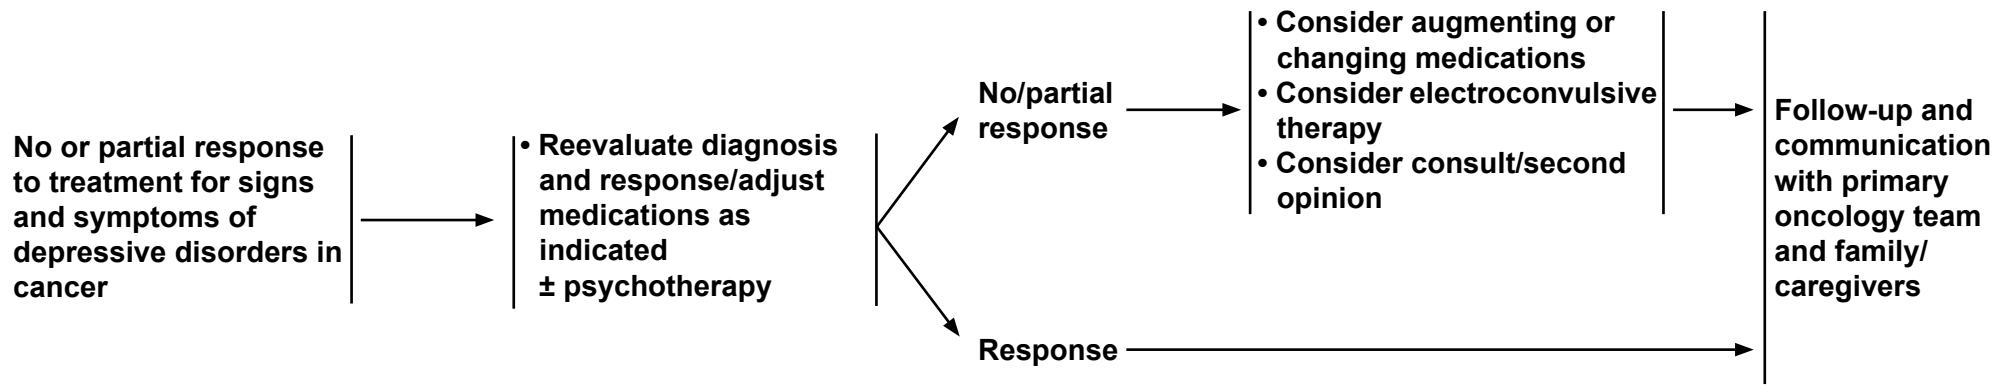 No or partial response
to treatment for signs
and symptoms of
depressive disorders in
cancer
• Reevaluate diagnosis
and response/adjust
medications as
indicated
± psychotherapy
No/partial
response
• Consider augmenting or
changing medications
• Consider electroconvulsive
therapy
• Consider consult/second
opinion
Response
Follow-up and
communication
with primary
oncology team
and family/
caregivers